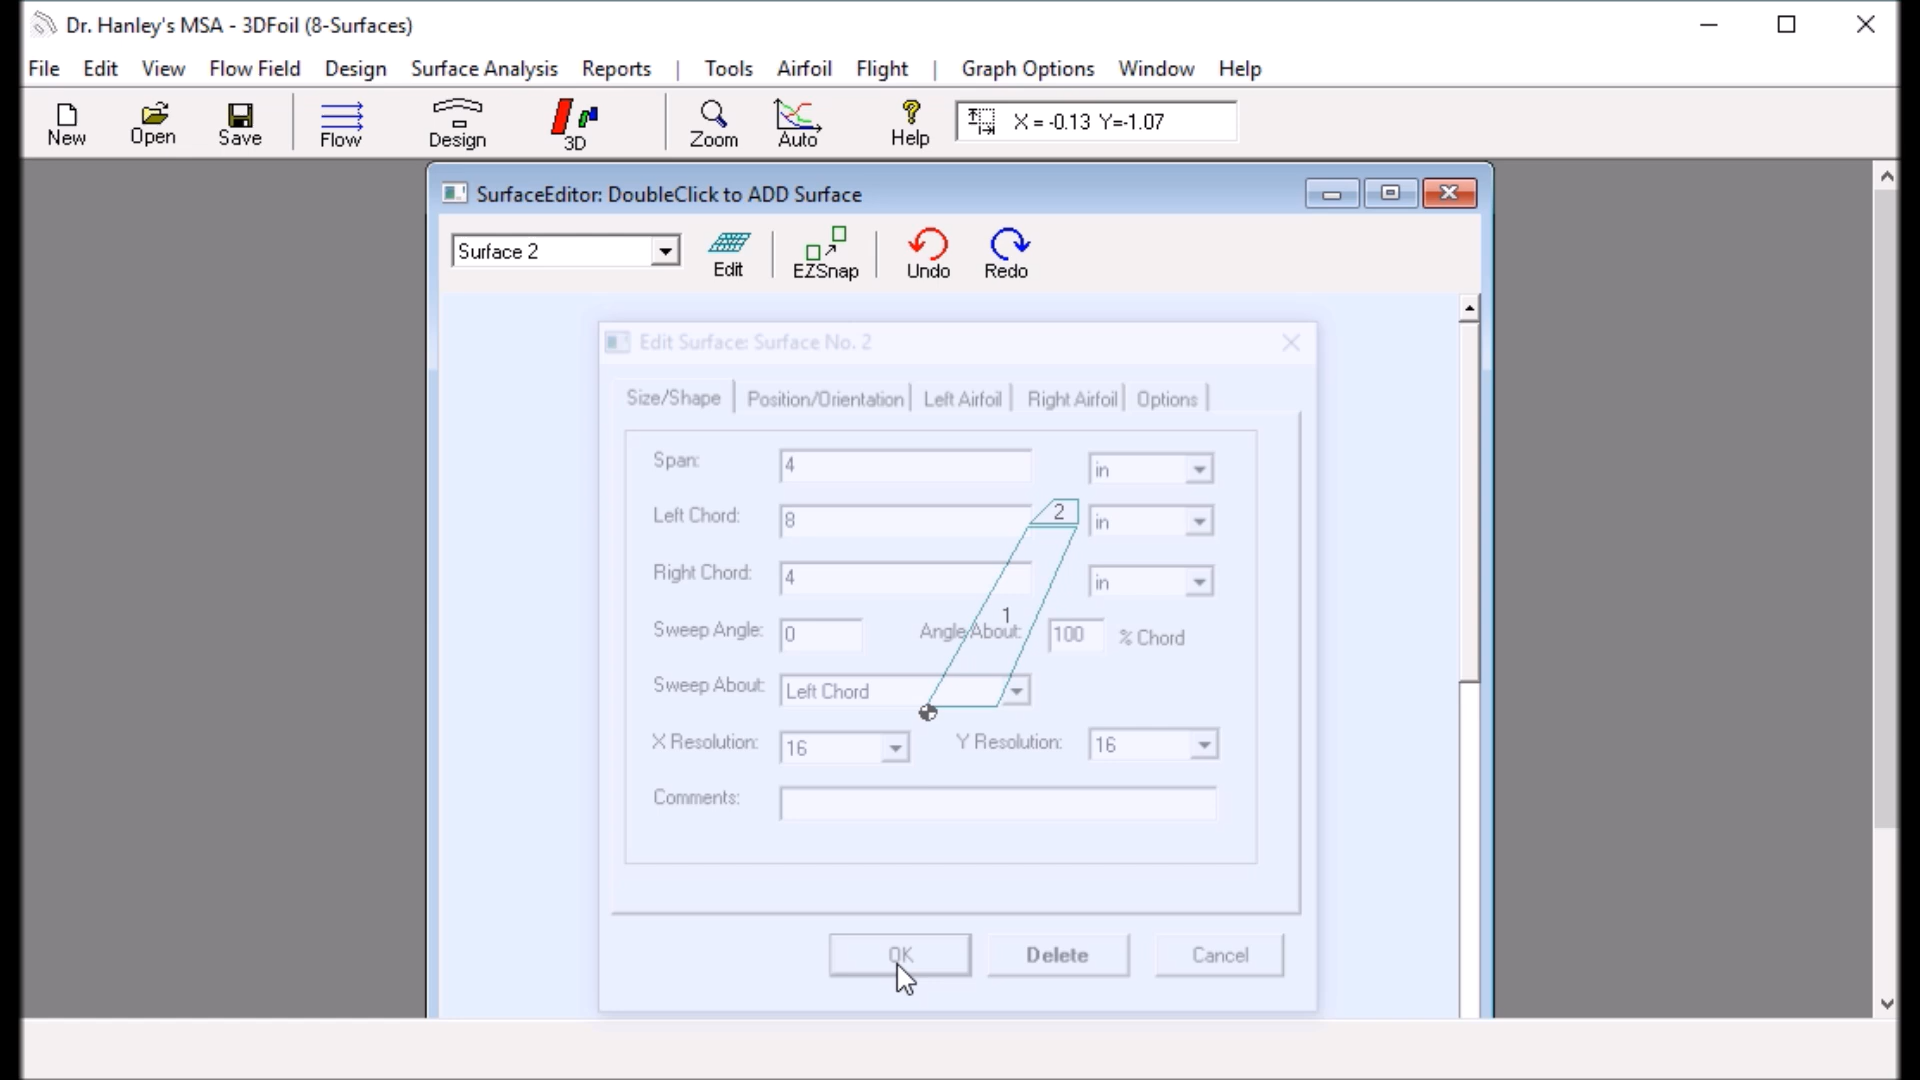 Dr. Hanley's MSA - 3DFoil (8-Surfaces)
File Edit View Flow Field Design Surface Analysis Reports | Tools Airfoil Flight | Graph Options Window Help
New Open Save Flow Design 3D Zoom Auto Help X = -0.13 Y=-1.07
SurfaceEditor: DoubleClick to ADD Surface
Surface 2 Edit EZSnap Undo Redo
Edit Surface: Surface No. 2
Size/Shape Position/Orientation Left Airfoil Right Airfoil Options
Span: 4 in
Left Chord: 8 2 in
Right Chord: 4 in
1
Sweep Angle: 0 Angle About: 100 % Chord
Sweep About: Left Chord
X Resolution: 16 Y Resolution: 16
Comments:
OK Delete Cancel